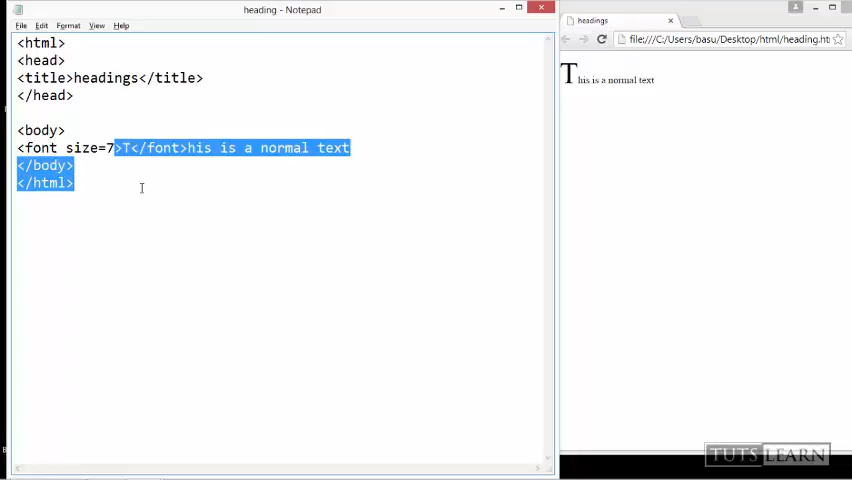 heading - Notepad
File Edit Format View Help
<html>
<head>
<title>headings</title>
</head>
<body>
<font size=7>T</font>his is a normal text
</body>
</html>
headings
file:///C:/Users/basu/Desktop/html/heading.ht
This is a normal text
TUTS LEARN